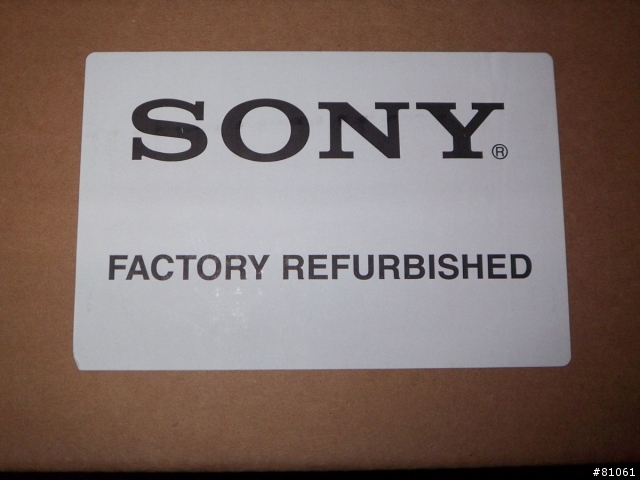 SONY®
FACTORY REFURBISHED
#81061